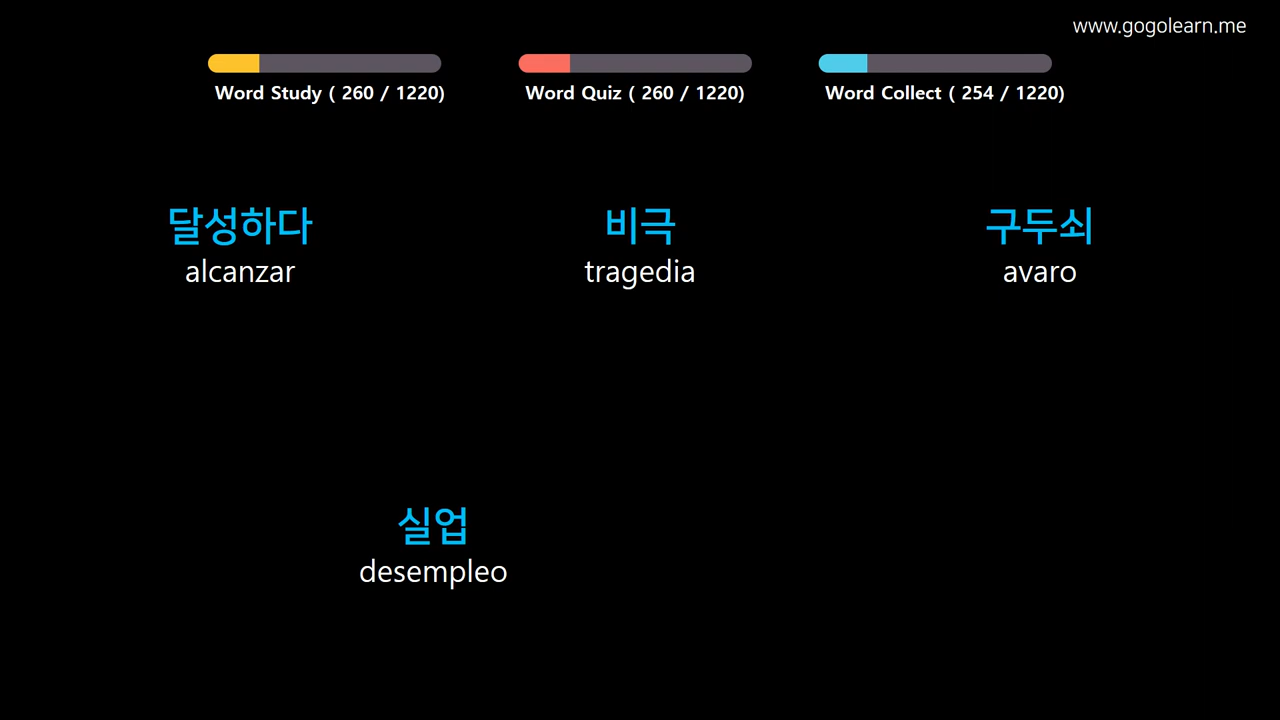 www.gogolearn.me
Word Study ( 260 / 1220)
Word Quiz ( 260 / 1220)
Word Collect ( 254 / 1220)
달성하다
alcanzar
비극
tragedia
구두쇠
avaro
실업
desempleo